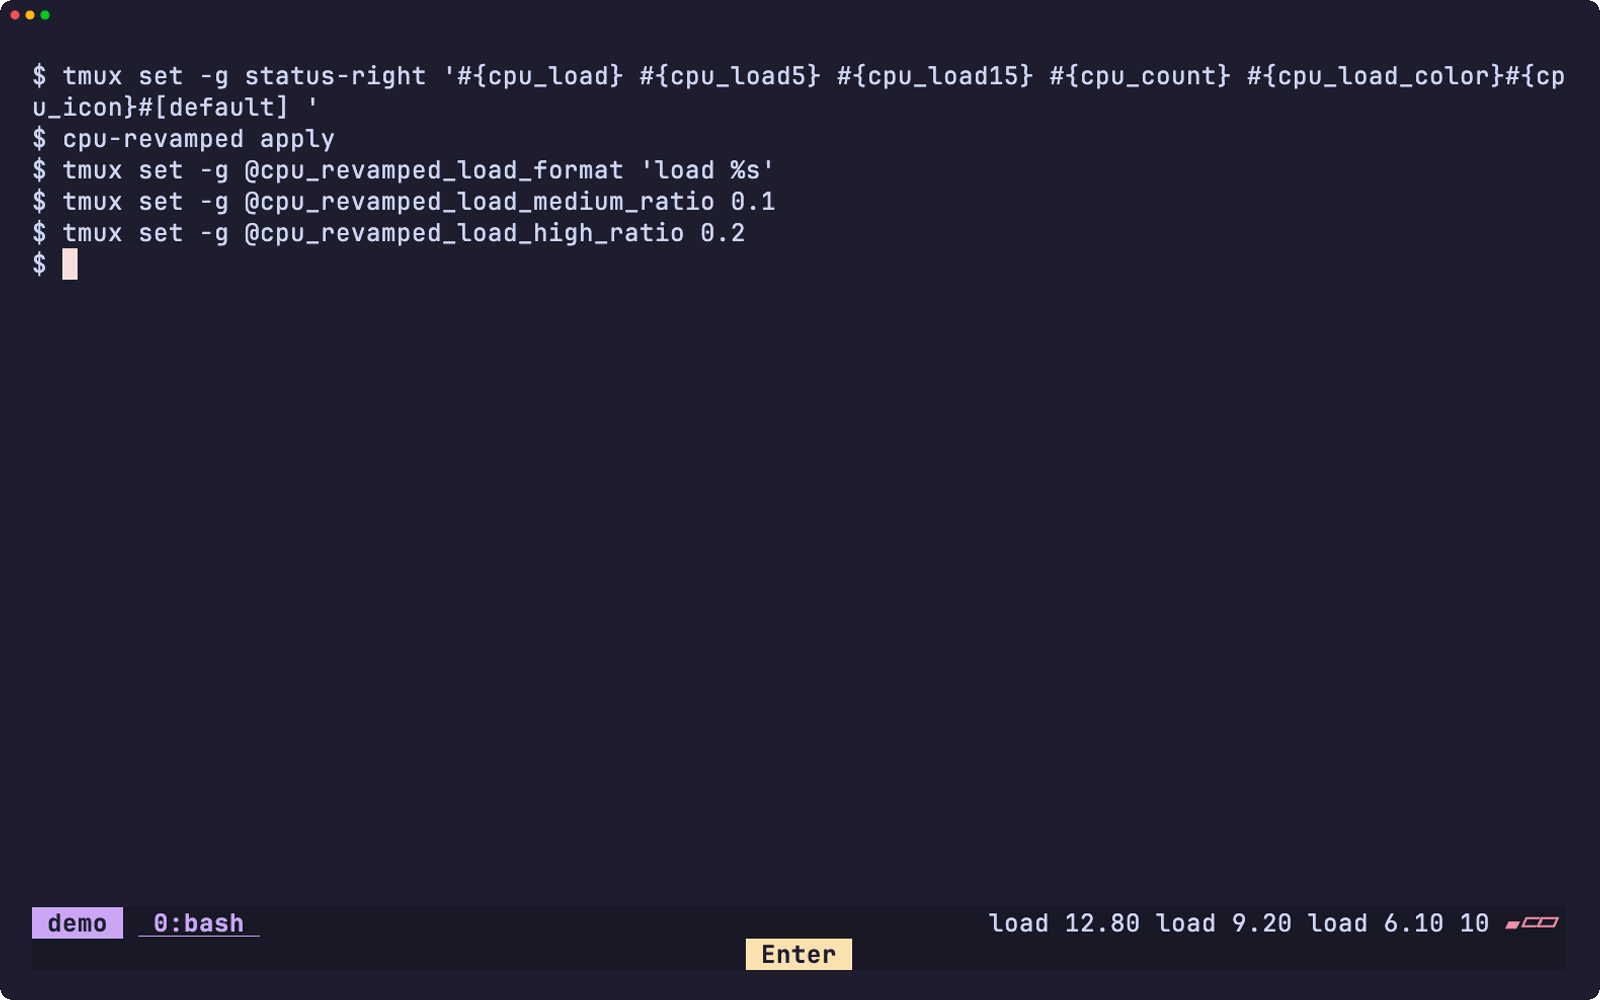 $ tmux set -g status-right '#{cpu_load} #{cpu_load5} #{cpu_load15} #{cpu_count} #{cpu_load_color}#{cp
u_icon}#[default] '
$ cpu-revamped apply
$ tmux set -g @cpu_revamped_load_format 'load %s'
$ tmux set -g @cpu_revamped_load_medium_ratio 0.1
$ tmux set -g @cpu_revamped_load_high_ratio 0.2
$
demo 0:bash load 12.80 load 9.20 load 6.10 10 ▰▱▱
Enter